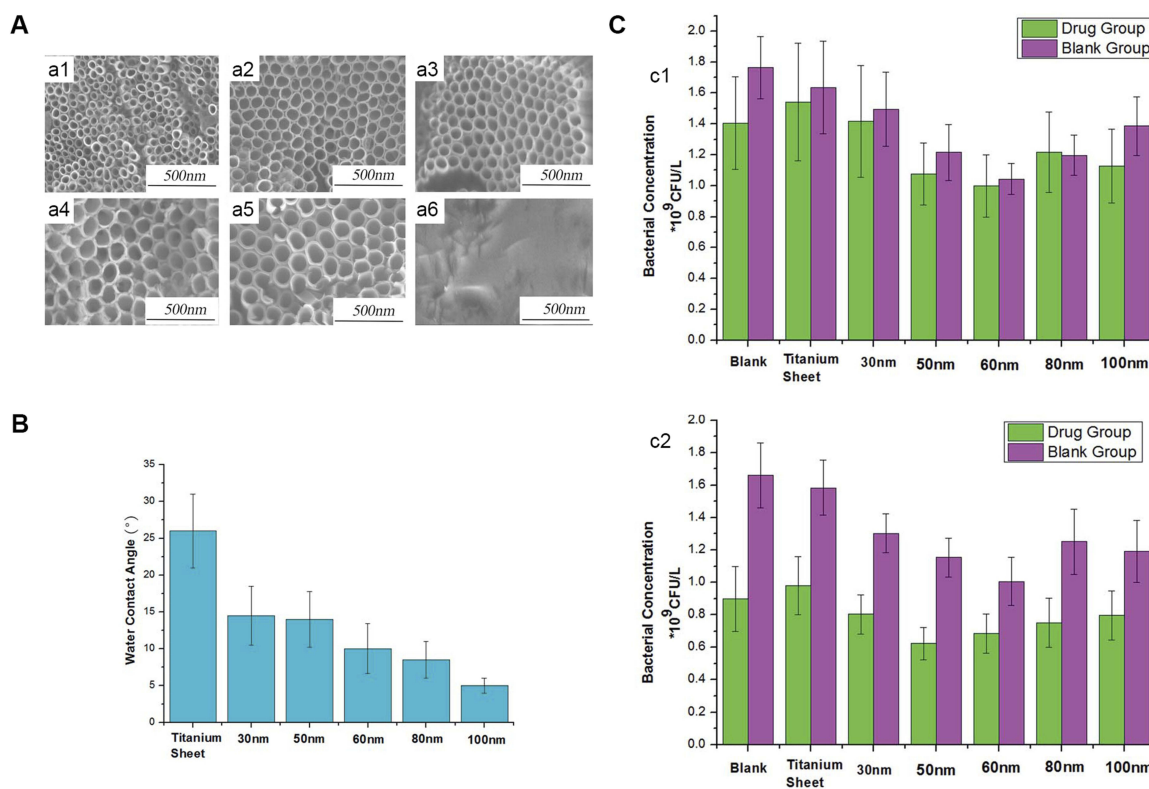 A
a1
500nm
a2
500nm
a3
500nm
a4
500nm
a5
500nm
a6
500nm
B
Water Contact Angle (°)
35
30
25
20
15
10
5
0
Titanium
Sheet
30nm
50nm
60nm
80nm
100nm
C
c1
Drug Group
Blank Group
Bacterial Concentration
*10⁹CFU/L
2.0
1.8
1.6
1.4
1.2
1.0
0.8
0.6
0.4
0.2
0.0
Blank
Titanium
Sheet
30nm
50nm
60nm
80nm
100nm
c2
Drug Group
Blank Group
Bacterial Concentration
*10⁹CFU/L
2.0
1.8
1.6
1.4
1.2
1.0
0.8
0.6
0.4
0.2
0.0
Blank
Titanium
Sheet
30nm
50nm
60nm
80nm
100nm